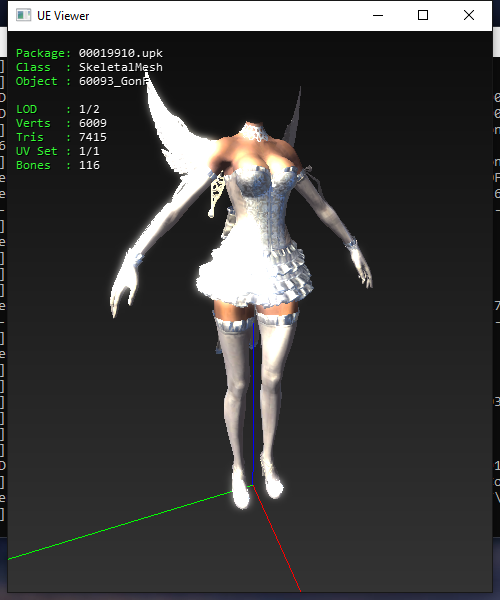 UE Viewer
Package: 00019910.upk
Class : SkeletalMesh
Object : 60093_GonF
LOD : 1/2
Verts : 6009
Tris : 7415
UV Set : 1/1
Bones : 116